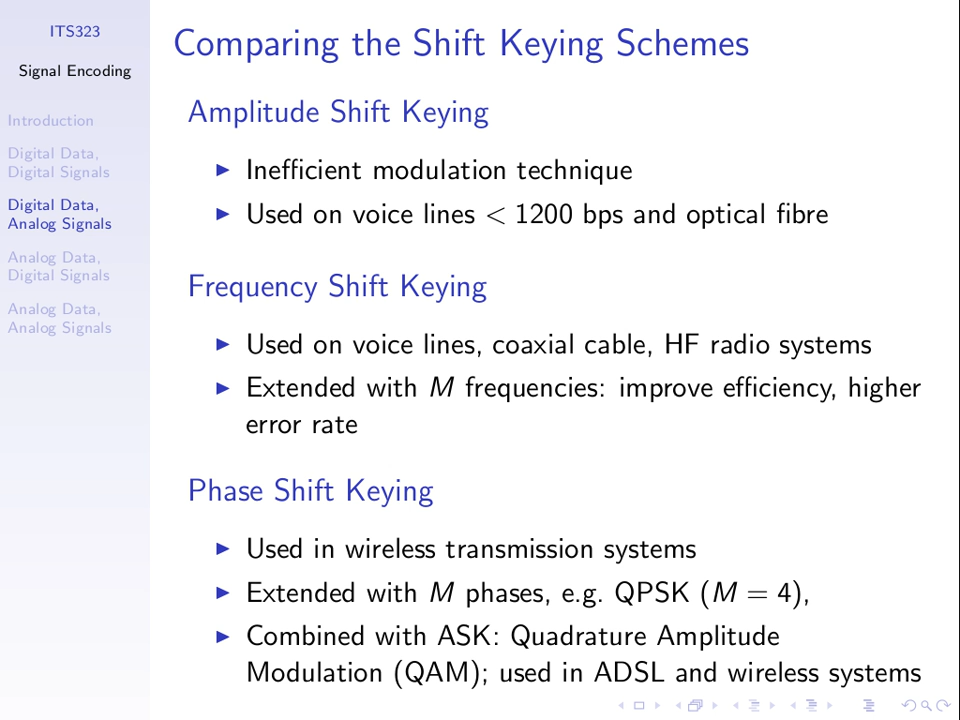 ITS323
Signal Encoding
Introduction
Digital Data,
Digital Signals
Digital Data,
Analog Signals
Analog Data,
Digital Signals
Analog Data,
Analog Signals
Comparing the Shift Keying Schemes
Amplitude Shift Keying
Inefficient modulation technique
Used on voice lines < 1200 bps and optical fibre
Frequency Shift Keying
Used on voice lines, coaxial cable, HF radio systems
Extended with M frequencies: improve efficiency, higher
error rate
Phase Shift Keying
Used in wireless transmission systems
Extended with M phases, e.g. QPSK (M = 4),
Combined with ASK: Quadrature Amplitude
Modulation (QAM); used in ADSL and wireless systems